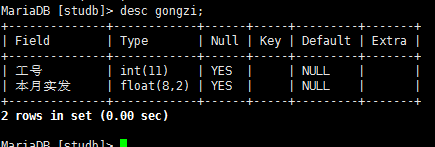 MariaDB [studb]> desc gongzi;
+--------------+------------+------+-----+---------+-------+
| Field | Type | Null | Key | Default | Extra |
+--------------+------------+------+-----+---------+-------+
| 工号 | int(11) | YES | | NULL | |
| 本月实发 | float(8,2) | YES | | NULL | |
+--------------+------------+------+-----+---------+-------+
2 rows in set (0.00 sec)
MariaDB [studb]>